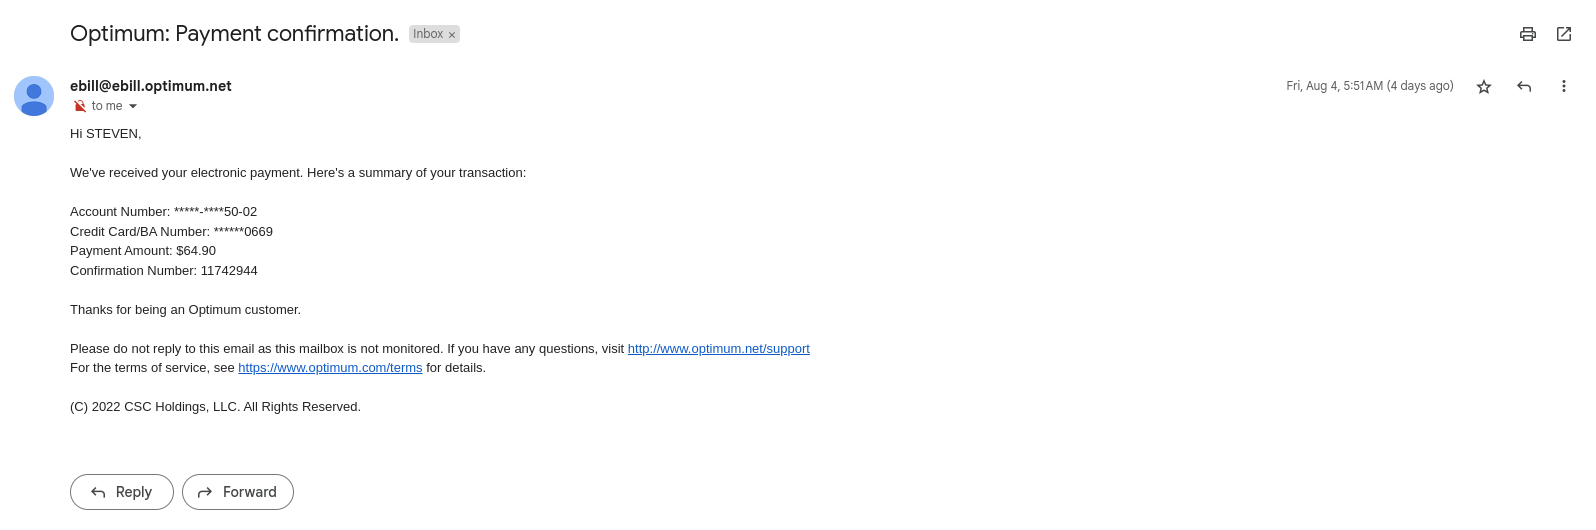 Optimum: Payment confirmation. Inbox ×
ebill@ebill.optimum.net
Fri, Aug 4, 5:51 AM (4 days ago)
to me
Hi STEVEN,
We've received your electronic payment. Here's a summary of your transaction:
Account Number: *****-****50-02
Credit Card/BA Number: ******0669
Payment Amount: $64.90
Confirmation Number: 11742944
Thanks for being an Optimum customer.
Please do not reply to this email as this mailbox is not monitored. If you have any questions, visit http://www.optimum.net/support
For the terms of service, see https://www.optimum.com/terms for details.
(C) 2022 CSC Holdings, LLC. All Rights Reserved.
Reply Forward